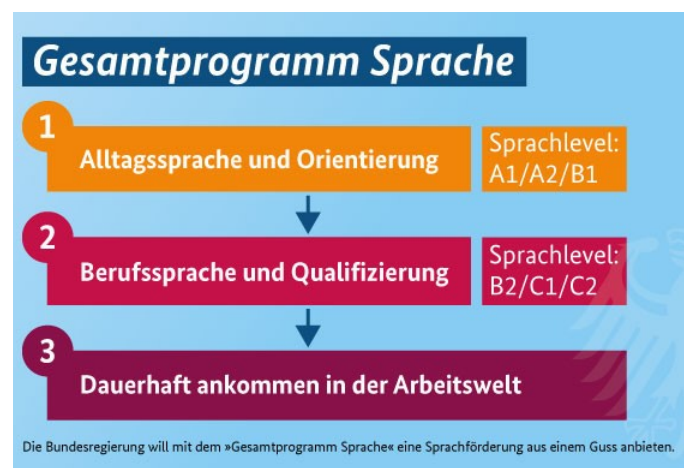 Gesamtprogramm Sprache
1
Alltagssprache und Orientierung
Sprachlevel:
A1/A2/B1
2
Berufssprache und Qualifizierung
Sprachlevel:
B2/C1/C2
3
Dauerhaft ankommen in der Arbeitswelt
Die Bundesregierung will mit dem »Gesamtprogramm Sprache« eine Sprachförderung aus einem Guss anbieten.